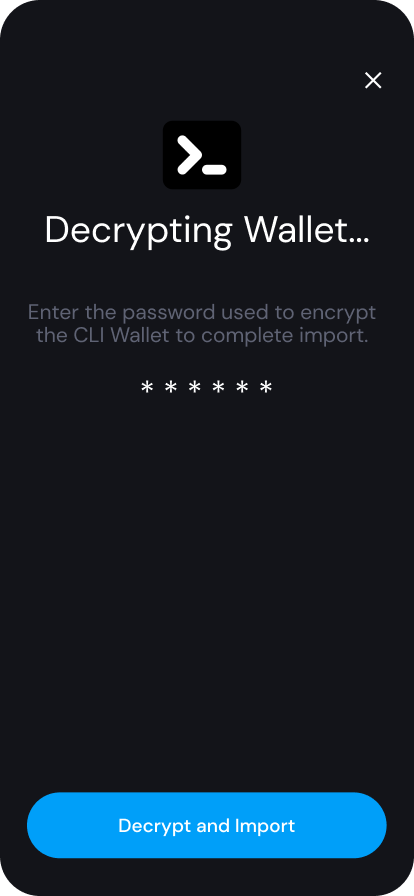 Decrypting Wallet...
Enter the password used to encrypt
the CLI Wallet to complete import.
* * * * * *
Decrypt and Import